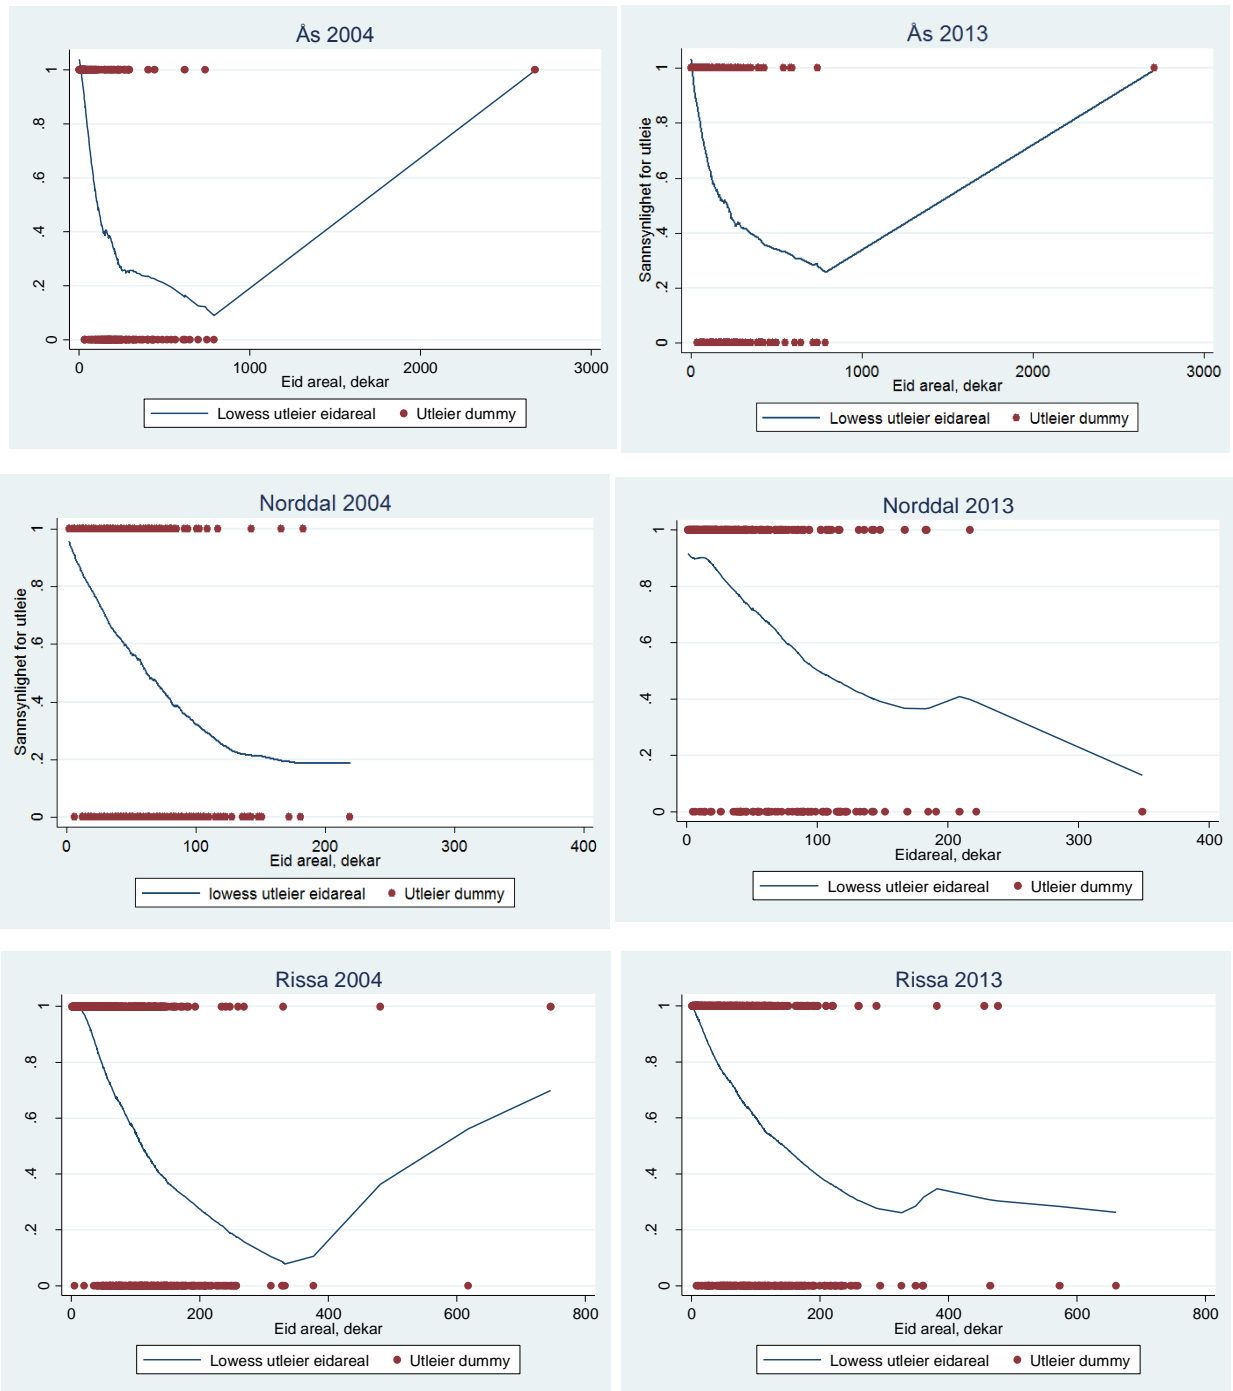 Ås 2004
1
.8
.6
.4
.2
0
0 1000 2000 3000
Eid areal, dekar
Lowess utleier eidareal Utleier dummy
Ås 2013
Sannsynlighet for utleie
1
.8
.6
.4
.2
0
0 1000 2000 3000
Eid areal, dekar
Lowess utleier eidareal Utleier dummy
Norddal 2004
Sannsynlighet for utleie
1
.8
.6
.4
.2
0
0 100 200 300 400
Eid areal, dekar
lowess utleier eidareal Utleier dummy
Norddal 2013
1
.8
.6
.4
.2
0
0 100 200 300 400
Eidareal, dekar
Lowess utleier eidareal Utleier dummy
Rissa 2004
1
.8
.6
.4
.2
0
0 200 400 600 800
Eid areal, dekar
Lowess utleier eidareal Utleier dummy
Rissa 2013
1
.8
.6
.4
.2
0
0 200 400 600 800
Eid areal, dekar
Lowess utleier eidareal Utleier dummy